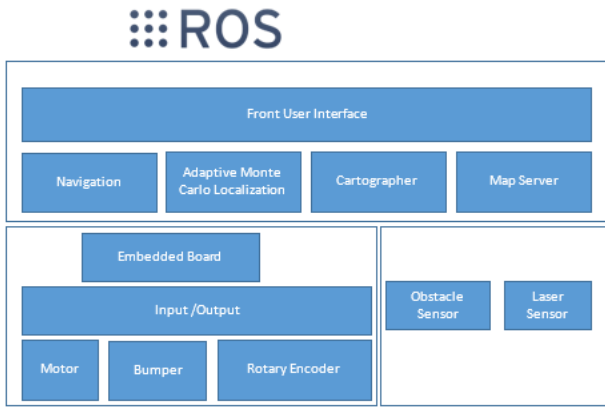 ROS
Front User Interface
Navigation
Adaptive Monte
Carlo Localization
Cartographer
Map Server
Embedded Board
Input /Output
Motor
Bumper
Rotary Encoder
Obstacle
Sensor
Laser
Sensor